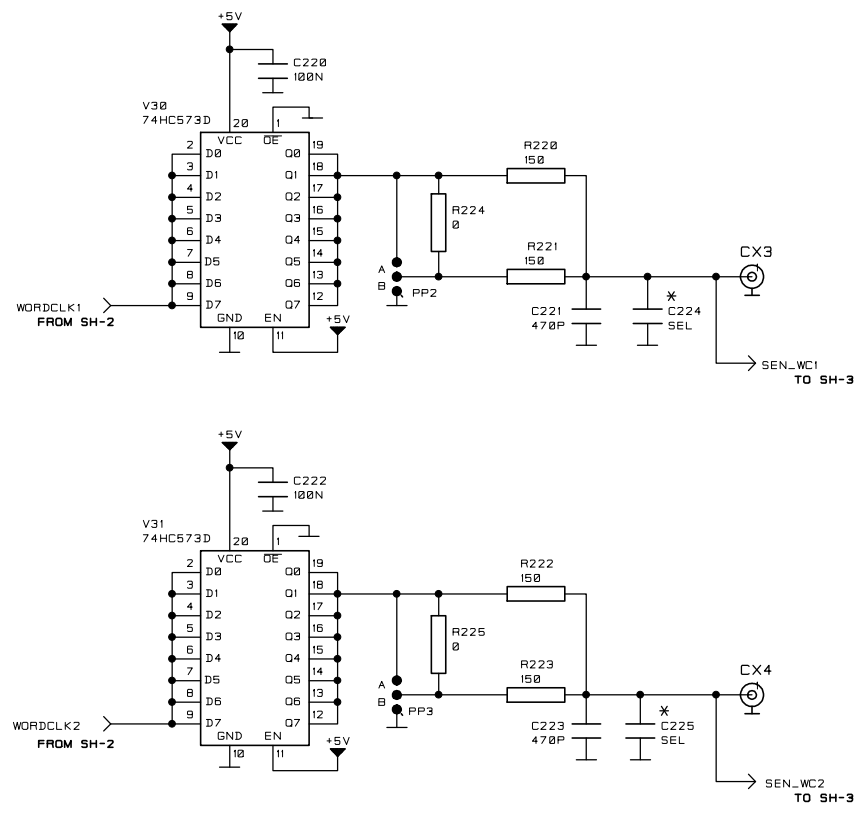 +5V
C220
100N
V30
74HC573D
20
1
VCC
OE
2 D0 Q0 19
3 D1 Q1 18
4 D2 Q2 17
5 D3 Q3 16
6 D4 Q4 15
7 D5 Q5 14
8 D6 Q6 13
9 D7 Q7 12
GND EN
10
11
+5V
WORDCLK1
FROM SH-2
R220
150
R224
0
R221
150
A
B
PP2
C221
470P
*
C224
SEL
CX3
1
SEN_WC1
TO SH-3
+5V
C222
100N
V31
74HC573D
20
1
VCC
OE
2 D0 Q0 19
3 D1 Q1 18
4 D2 Q2 17
5 D3 Q3 16
6 D4 Q4 15
7 D5 Q5 14
8 D6 Q6 13
9 D7 Q7 12
GND EN
10
11
+5V
WORDCLK2
FROM SH-2
R222
150
R225
0
R223
150
A
B
PP3
C223
470P
*
C225
SEL
CX4
1
SEN_WC2
TO SH-3